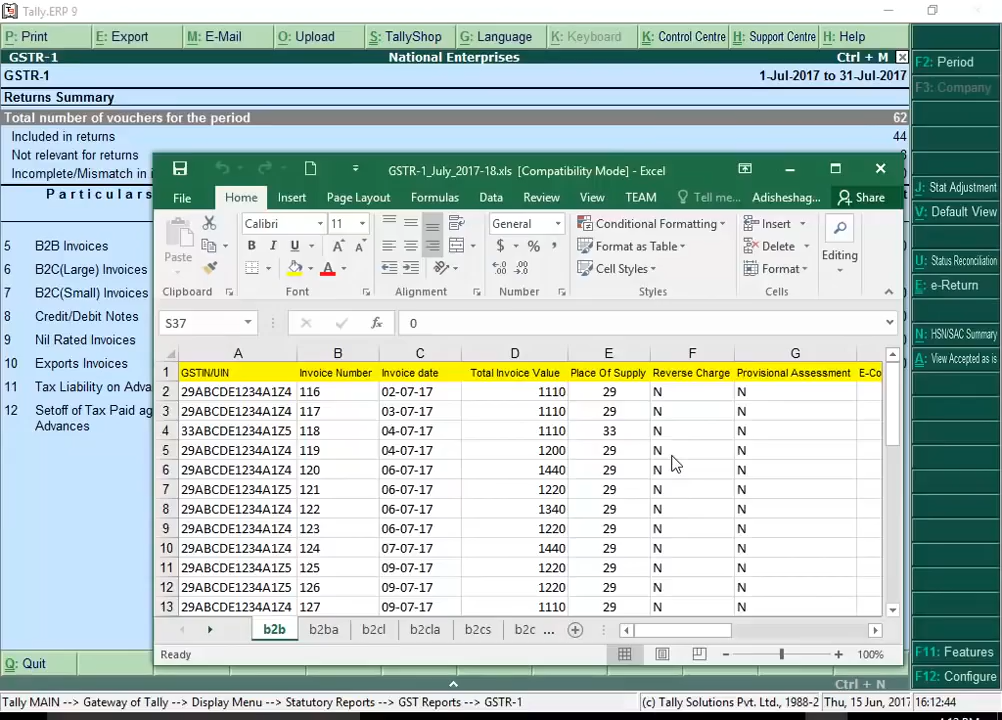 Tally.ERP 9
P: Print E: Export M: E-Mail O: Upload S: TallyShop G: Language K: Keyboard K: Control Centre H: Support Centre H: Help
GSTR-1 National Enterprises Ctrl + M
GSTR-1 1-Jul-2017 to 31-Jul-2017
Returns Summary
Total number of vouchers for the period 62
Included in returns 44
Not relevant for returns
Incomplete/Mismatch in i
Particulars
5 B2B Invoices
6 B2C(Large) Invoices
7 B2C(Small) Invoices
8 Credit/Debit Notes
9 Nil Rated Invoices
10 Exports Invoices
11 Tax Liability on Adva
12 Setoff of Tax Paid ag
Advances
Q: Quit
GSTR-1_July_2017-18.xls [Compatibility Mode] - Excel
File Home Insert Page Layout Formulas Data Review View TEAM Tell me... Adisheshag... Share
Paste
Clipboard
Calibri 11
B I U A A
A
Font
Alignment
General
$ % ,
Number
Conditional Formatting
Format as Table
Cell Styles
Styles
Insert
Delete
Format
Cells
Editing
S37 fx 0
A B C D E F G
1 GSTIN/UIN Invoice Number Invoice date Total Invoice Value Place Of Supply Reverse Charge Provisional Assessment E-Co
2 29ABCDE1234A1Z4 116 02-07-17 1110 29 N N
3 29ABCDE1234A1Z4 117 03-07-17 1110 29 N N
4 33ABCDE1234A1Z5 118 04-07-17 1110 33 N N
5 29ABCDE1234A1Z4 119 04-07-17 1200 29 N N
6 29ABCDE1234A1Z4 120 06-07-17 1440 29 N N
7 29ABCDE1234A1Z5 121 06-07-17 1220 29 N N
8 29ABCDE1234A1Z4 122 06-07-17 1340 29 N N
9 29ABCDE1234A1Z4 123 06-07-17 1220 29 N N
10 29ABCDE1234A1Z4 124 07-07-17 1440 29 N N
11 29ABCDE1234A1Z5 125 09-07-17 1220 29 N N
12 29ABCDE1234A1Z5 126 09-07-17 1220 29 N N
13 29ABCDE1234A1Z4 127 09-07-17 1110 29 N N
b2b b2ba b2cl b2cla b2cs b2c ...
Ready 100%
F2: Period
F3: Company
J: Stat Adjustment
V: Default View
U: Status Reconciliation
E: e-Return
N: HSN/SAC Summary
A: View Accepted as is
F11: Features
F12: Configure
Ctrl + N
Tally MAIN --> Gateway of Tally --> Display Menu --> Statutory Reports --> GST Reports --> GSTR-1 (c) Tally Solutions Pvt. Ltd., 1988-2 Thu, 15 Jun, 2017 16:12:44